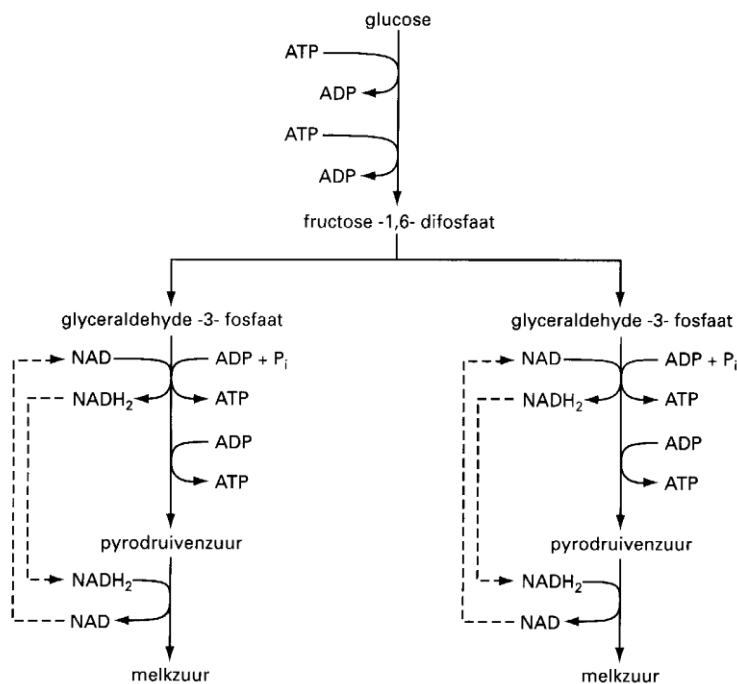 glucose
ATP
ADP
ATP
ADP
fructose -1,6- difosfaat
glyceraldehyde -3- fosfaat
NAD
ADP + Pi
NADH2
ATP
ADP
ATP
pyrodruivenzuur
NADH2
NAD
melkzuur
glyceraldehyde -3- fosfaat
NAD
ADP + Pi
NADH2
ATP
ADP
ATP
pyrodruivenzuur
NADH2
NAD
melkzuur